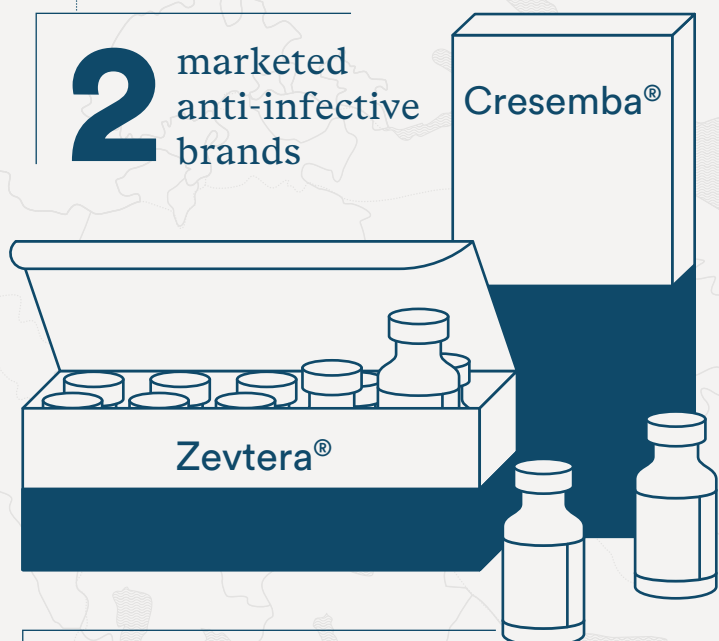 2
marketed
anti-infective
brands
Cresemba®
Zevtera®